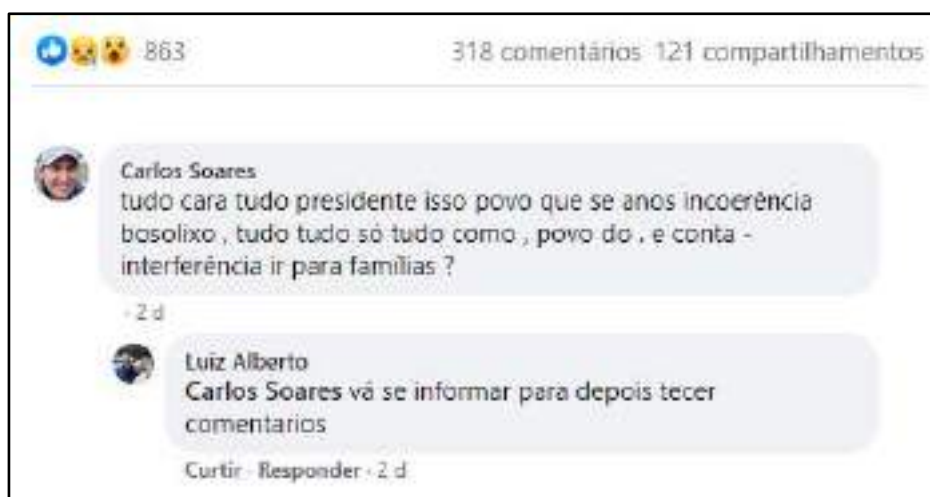 863 318 comentários 121 compartilhamentos
Carlos Soares
tudo cara tudo presidente isso povo que se anos incoerência
bosolixo , tudo tudo só tudo como , povo do . e conta -
interferência ir para famílias ?
· 2 d
Luiz Alberto
Carlos Soares vá se informar para depois tecer
comentarios
Curtir · Responder · 2 d